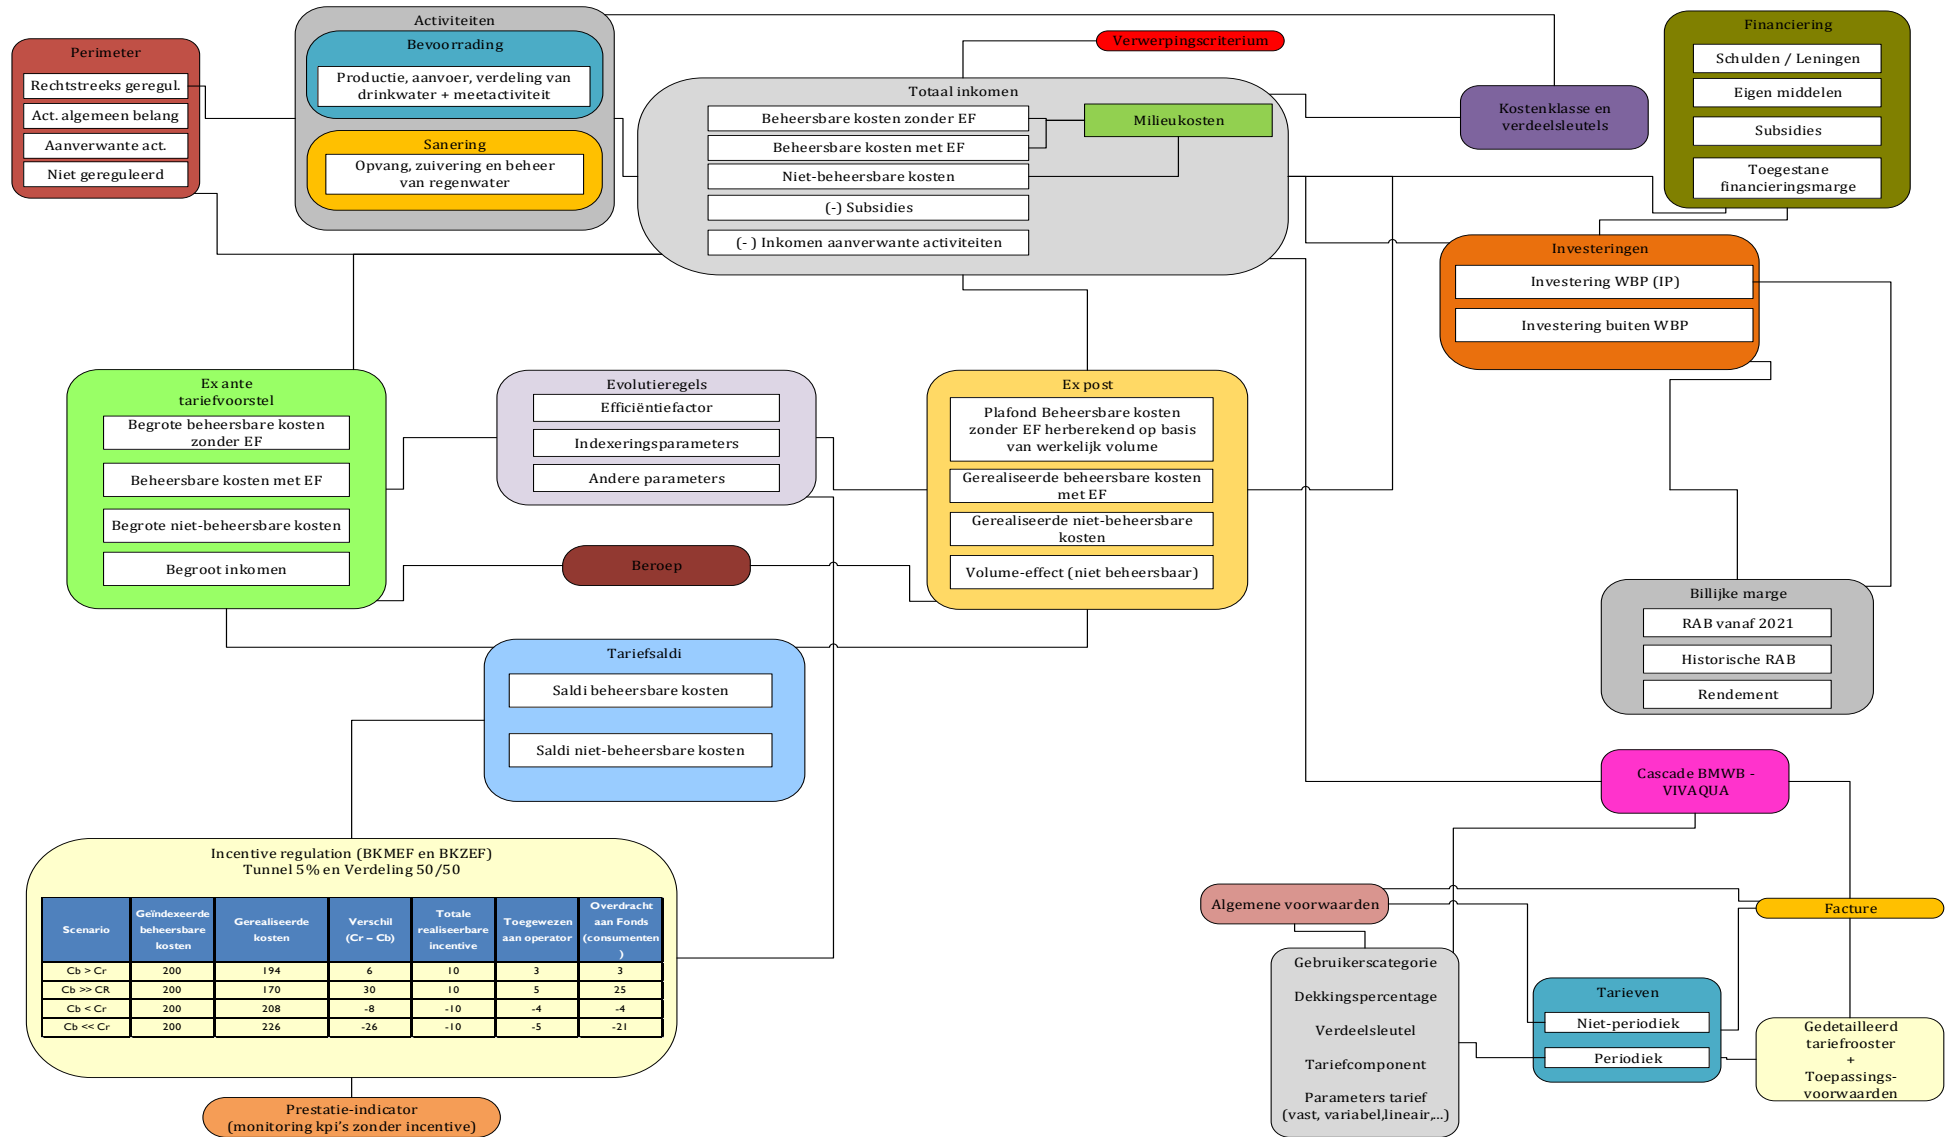 Perimeter
Rechtstreeks geregul.
Act. algemeen belang
Aanverwante act.
Niet gereguleerd
Activiteiten
Bevoorrading
Productie, aanvoer, verdeling van
drinkwater + meetactiviteit
Sanering
Opvang, zuivering en beheer
van regenwater
Verwerpingscriterium
Totaal inkomen
Beheersbare kosten zonder EF
Beheersbare kosten met EF
Niet-beheersbare kosten
(-) Subsidies
(- ) Inkomen aanverwante activiteiten
Milieukosten
Kostenklasse en
verdeelsleutels
Financiering
Schulden / Leningen
Eigen middelen
Subsidies
Toegestane
financieringsmarge
Investeringen
Investering WBP (IP)
Investering buiten WBP
Ex ante
tariefvoorstel
Begrote beheersbare kosten
zonder EF
Beheersbare kosten met EF
Begrote niet-beheersbare kosten
Begroot inkomen
Evolutieregels
Efficiëntiefactor
Indexeringsparameters
Andere parameters
Beroep
Ex post
Plafond Beheersbare kosten
zonder EF herberekend op basis
van werkelijk volume
Gerealiseerde beheersbare kosten
met EF
Gerealiseerde niet-beheersbare
kosten
Volume-effect (niet beheersbaar)
Billijke marge
RAB vanaf 2021
Historische RAB
Rendement
Tariefsaldi
Saldi beheersbare kosten
Saldi niet-beheersbare kosten
Cascade BMWB -
VIVAQUA
Incentive regulation (BKMEF en BKZEF)
Tunnel 5% en Verdeling 50/50
Scenario Geïndexeerde beheersbare kosten Gerealiseerde kosten Verschil (Cr – Cb) Totale realiseerbare incentive Toegewezen aan operator Overdracht aan Fonds (consumenten )
Cb > Cr 200 194 6 10 3 3
Cb >> CR 200 170 30 10 5 25
Cb < Cr 200 208 -8 -10 -4 -4
Cb << Cr 200 226 -26 -10 -5 -21
Prestatie-indicator
(monitoring kpi's zonder incentive)
Algemene voorwaarden
Facture
Gebruikerscategorie
Dekkingspercentage
Verdeelsleutel
Tariefcomponent
Parameters tarief
(vast, variabel,lineair,...)
Tarieven
Niet-periodiek
Periodiek
Gedetailleerd
tariefrooster
+
Toepassings-
voorwaarden